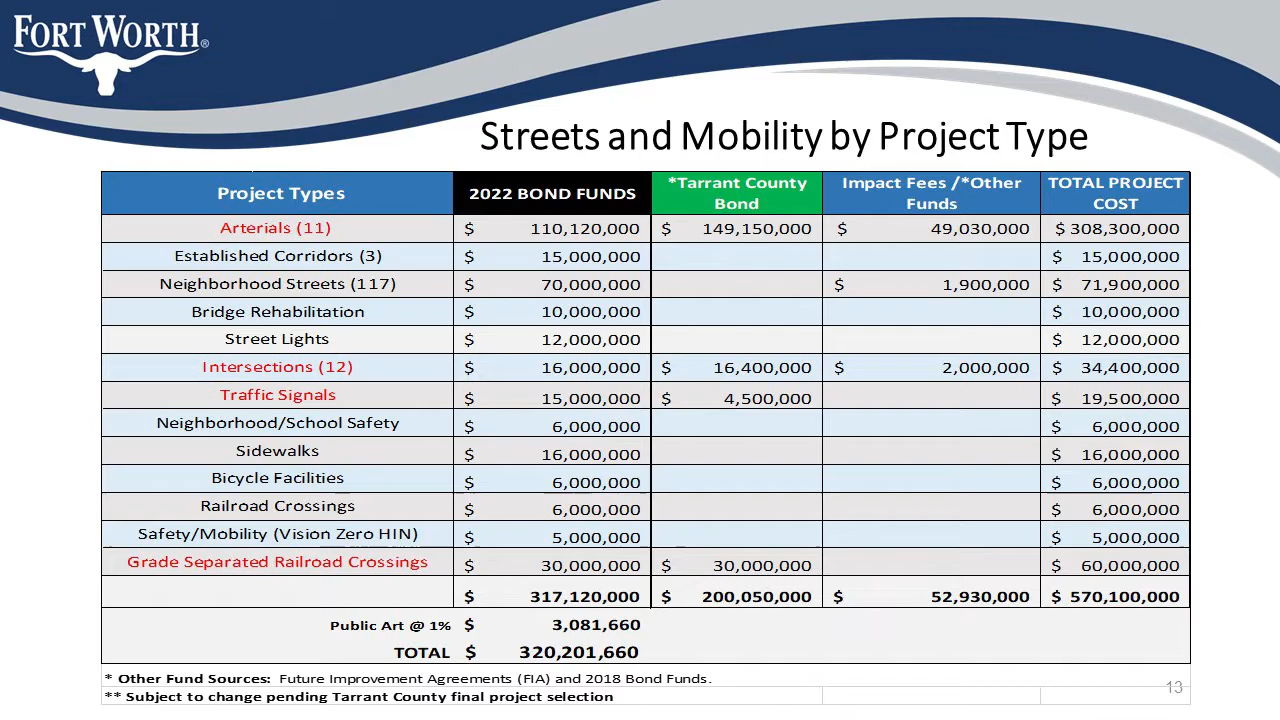 FORT WORTH®
Streets and Mobility by Project Type
Project Types 2022 BOND FUNDS *Tarrant County Bond Impact Fees /*Other Funds TOTAL PROJECT COST
Arterials (11) $ 110,120,000 $ 149,150,000 $ 49,030,000 $ 308,300,000
Established Corridors (3) $ 15,000,000 $ 15,000,000
Neighborhood Streets (117) $ 70,000,000 $ 1,900,000 $ 71,900,000
Bridge Rehabilitation $ 10,000,000 $ 10,000,000
Street Lights $ 12,000,000 $ 12,000,000
Intersections (12) $ 16,000,000 $ 16,400,000 $ 2,000,000 $ 34,400,000
Traffic Signals $ 15,000,000 $ 4,500,000 $ 19,500,000
Neighborhood/School Safety $ 6,000,000 $ 6,000,000
Sidewalks $ 16,000,000 $ 16,000,000
Bicycle Facilities $ 6,000,000 $ 6,000,000
Railroad Crossings $ 6,000,000 $ 6,000,000
Safety/Mobility (Vision Zero HIN) $ 5,000,000 $ 5,000,000
Grade Separated Railroad Crossings $ 30,000,000 $ 30,000,000 $ 60,000,000
$ 317,120,000 $ 200,050,000 $ 52,930,000 $ 570,100,000
Public Art @ 1% $ 3,081,660
TOTAL $ 320,201,660
* Other Fund Sources: Future Improvement Agreements (FIA) and 2018 Bond Funds.
** Subject to change pending Tarrant County final project selection
13